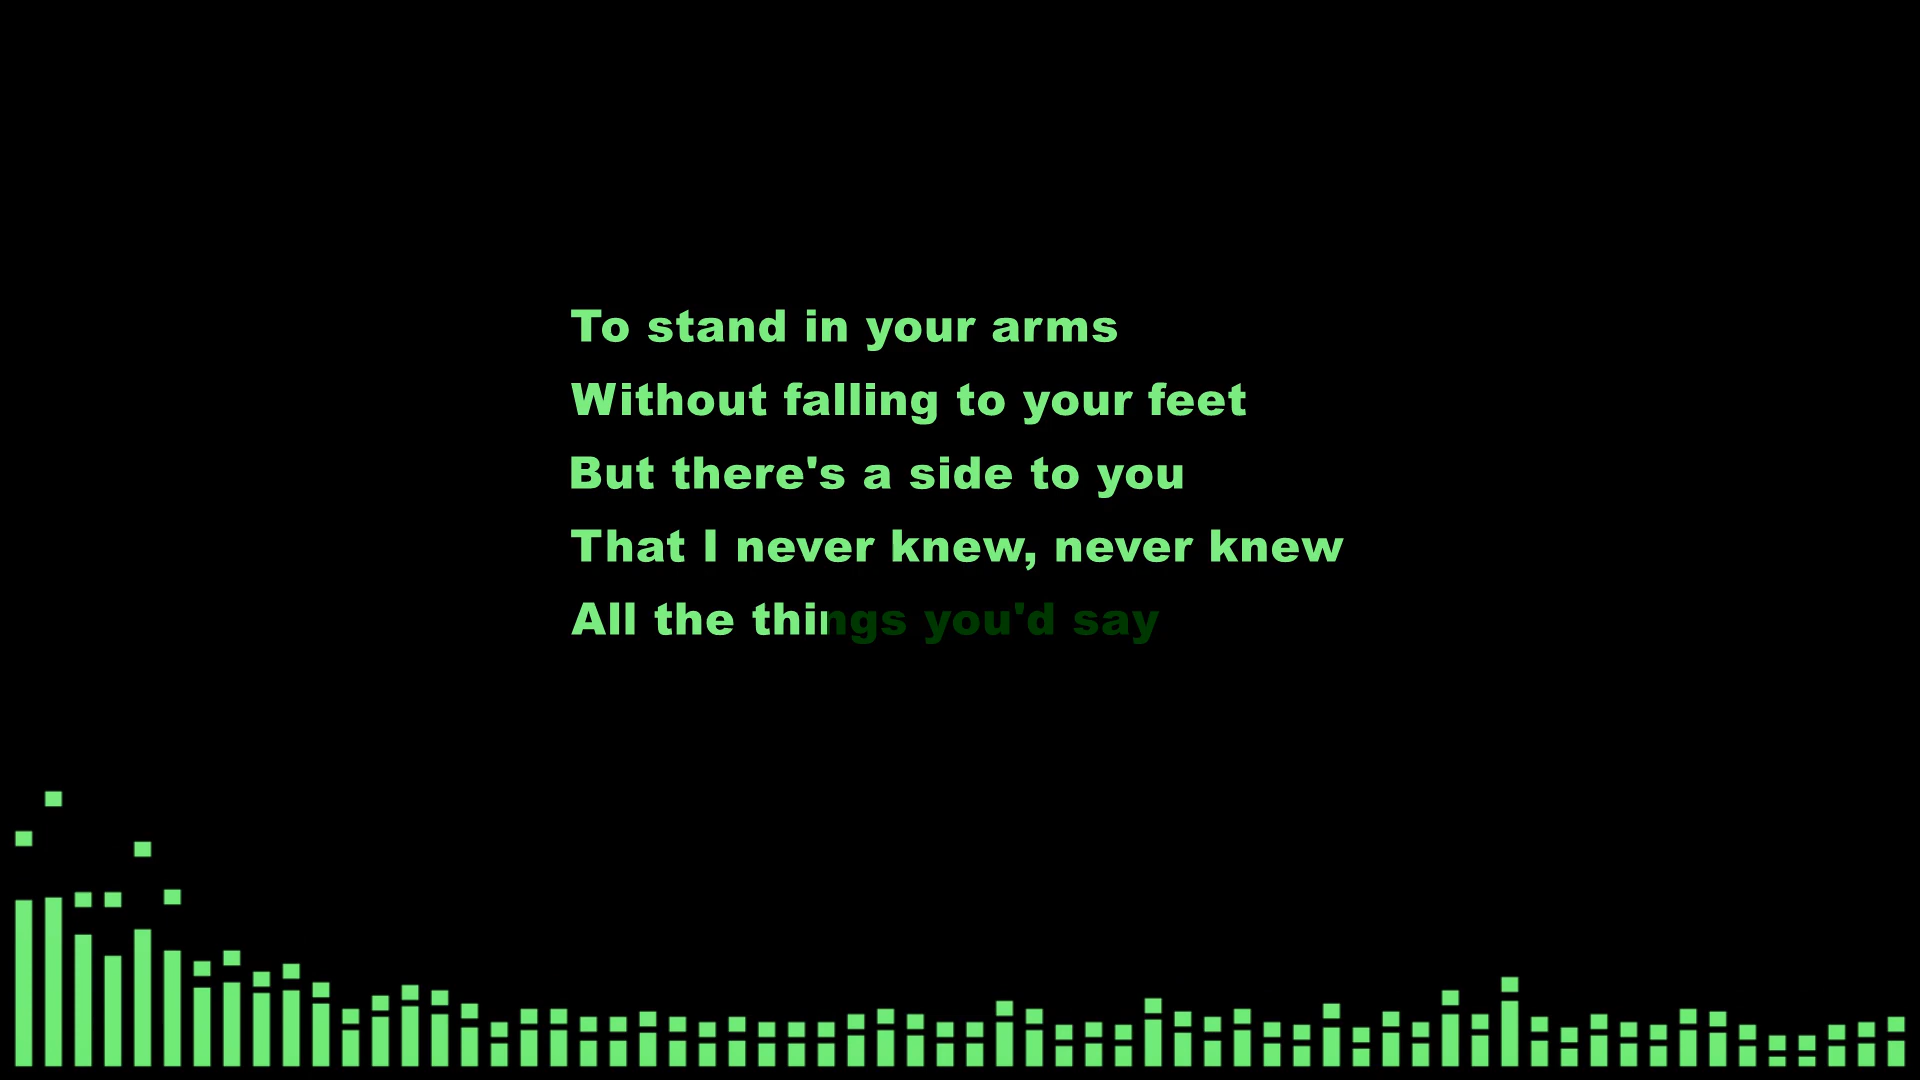 To stand in your arms
Without falling to your feet
But there's a side to you
That I never knew, never knew
All the things you'd say